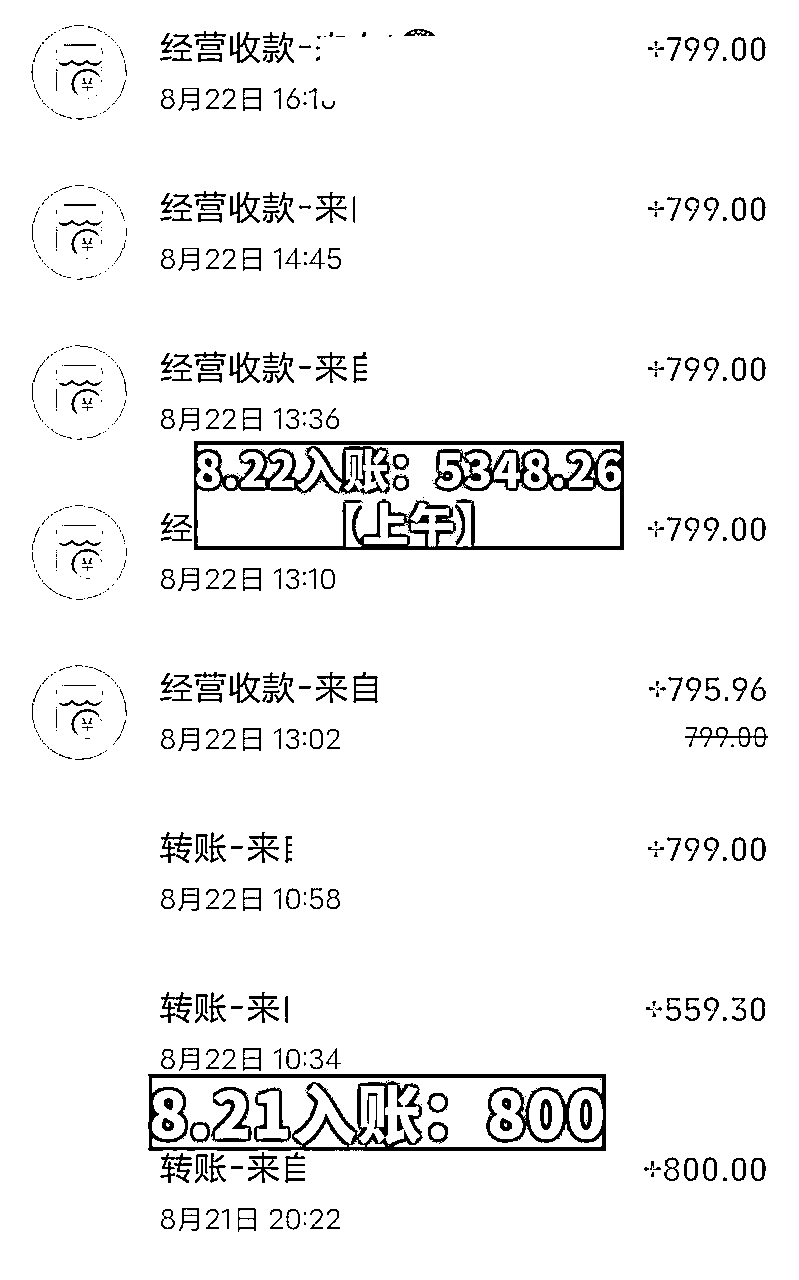 经营收款-
+799.00
8月22日 16:1
经营收款-来
+799.00
8月22日 14:45
经营收款-来自
+799.00
8月22日 13:36
8.22入账：5348.26
【上午】
经
+799.00
8月22日 13:10
经营收款-来自
+795.96
8月22日 13:02
799.00
转账-来
+799.00
8月22日 10:58
转账-来
+559.30
8月22日 10:34
8.21入账：800
转账-来自
+800.00
8月21日 20:22